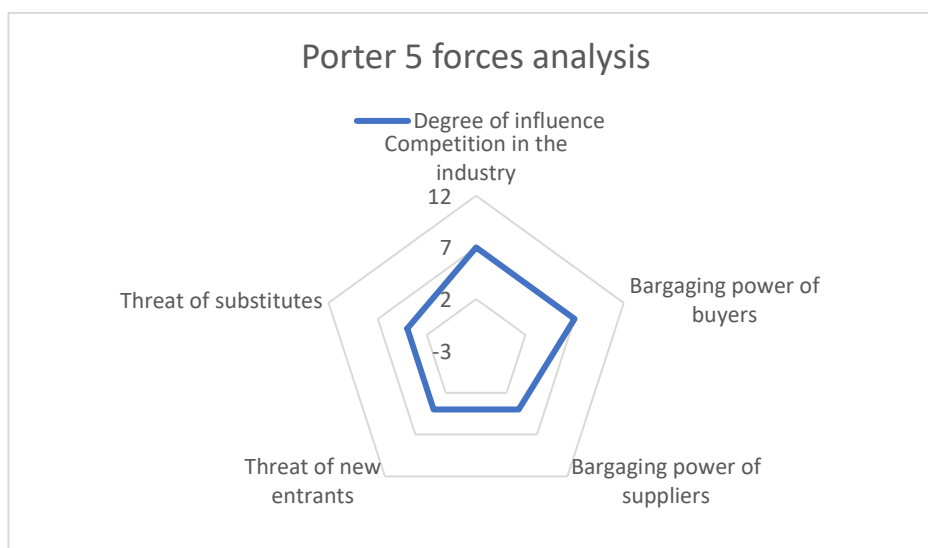 Porter 5 forces analysis
Degree of influence
Competition in the
industry
12
7
2
-3
Bargaging power of
buyers
Bargaging power of
suppliers
Threat of new
entrants
Threat of substitutes